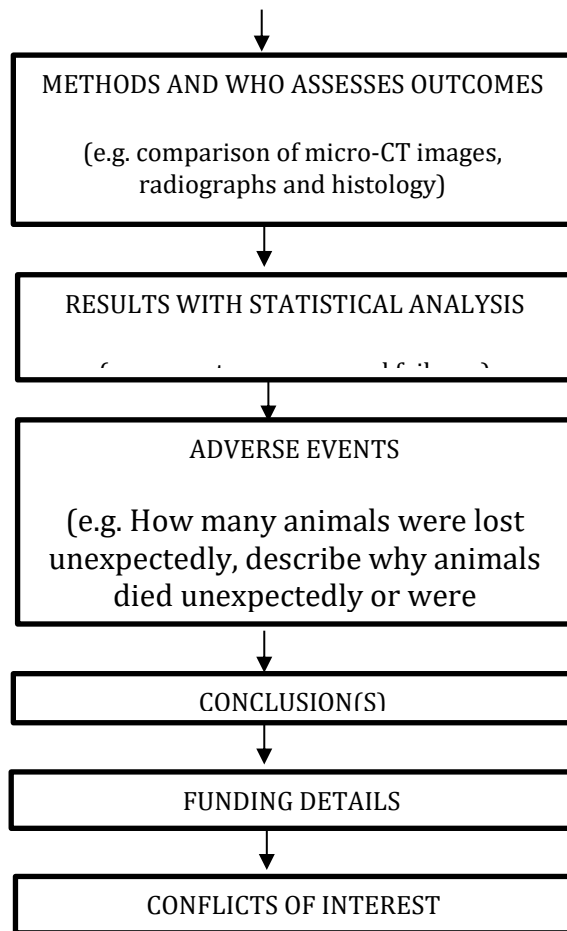 METHODS AND WHO ASSESSES OUTCOMES
(e.g. comparison of micro-CT images,
radiographs and histology)
RESULTS WITH STATISTICAL ANALYSIS
ADVERSE EVENTS
(e.g. How many animals were lost
unexpectedly, describe why animals
died unexpectedly or were
CONCLUSION(S)
FUNDING DETAILS
CONFLICTS OF INTEREST